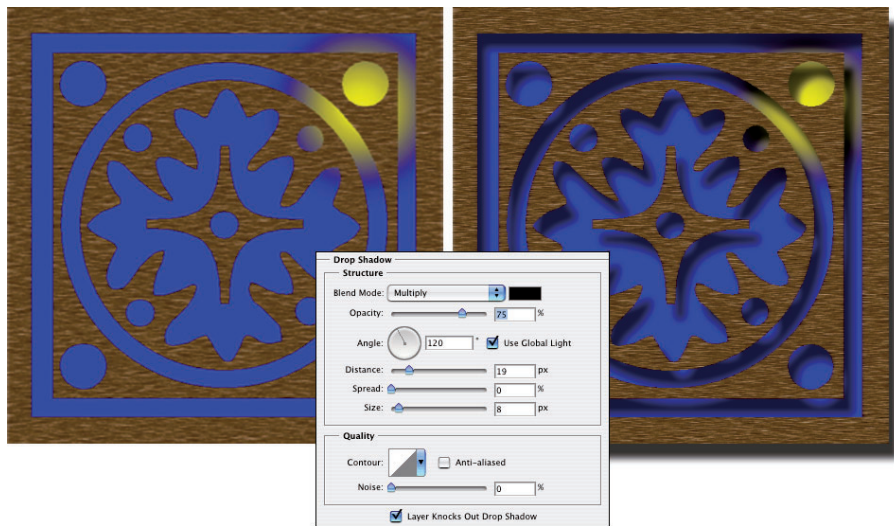 Drop Shadow
Structure
Blend Mode: Multiply
Opacity: 75 %
Angle: 120 ° Use Global Light
Distance: 19 px
Spread: 0 %
Size: 8 px
Quality
Contour: Anti-aliased
Noise: 0 %
Layer Knocks Out Drop Shadow